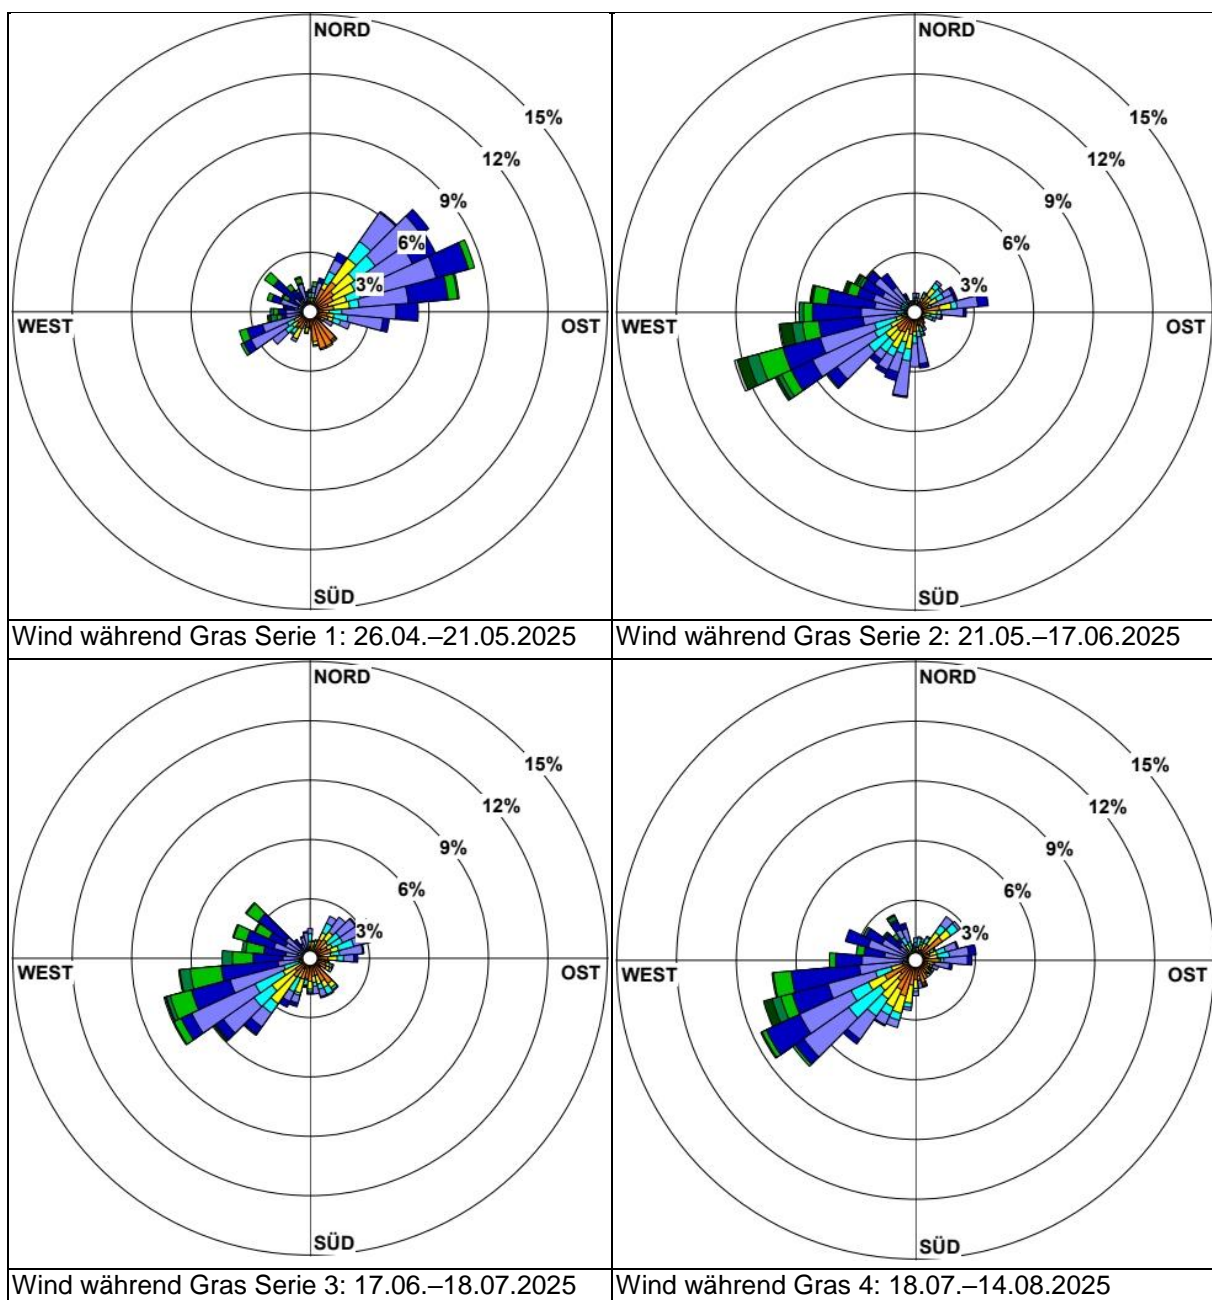 NORD
15%
12%
9%
6%
3%
WEST
OST
SÜD
Wind während Gras Serie 1: 26.04.–21.05.2025
NORD
15%
12%
9%
6%
3%
WEST
OST
SÜD
Wind während Gras Serie 2: 21.05.–17.06.2025
NORD
15%
12%
9%
6%
3%
WEST
OST
SÜD
Wind während Gras Serie 3: 17.06.–18.07.2025
NORD
15%
12%
9%
6%
3%
WEST
OST
SÜD
Wind während Gras 4: 18.07.–14.08.2025